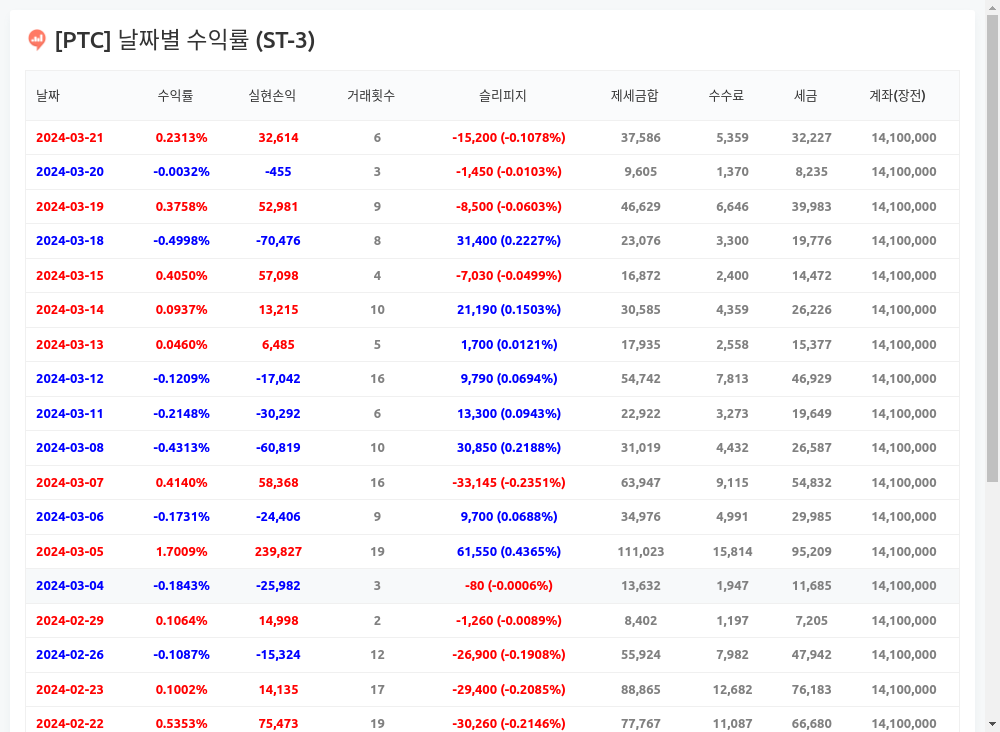 [PTC] 날짜별 수익률 (ST-3)
날짜 수익률 실현손익 거래횟수 슬리피지 제세금합 수수료 세금 계좌(장전)
2024-03-21 0.2313% 32,614 6 -15,200 (-0.1078%) 37,586 5,359 32,227 14,100,000
2024-03-20 -0.0032% -455 3 -1,450 (-0.0103%) 9,605 1,370 8,235 14,100,000
2024-03-19 0.3758% 52,981 9 -8,500 (-0.0603%) 46,629 6,646 39,983 14,100,000
2024-03-18 -0.4998% -70,476 8 31,400 (0.2227%) 23,076 3,300 19,776 14,100,000
2024-03-15 0.4050% 57,098 4 -7,030 (-0.0499%) 16,872 2,400 14,472 14,100,000
2024-03-14 0.0937% 13,215 10 21,190 (0.1503%) 30,585 4,359 26,226 14,100,000
2024-03-13 0.0460% 6,485 5 1,700 (0.0121%) 17,935 2,558 15,377 14,100,000
2024-03-12 -0.1209% -17,042 16 9,790 (0.0694%) 54,742 7,813 46,929 14,100,000
2024-03-11 -0.2148% -30,292 6 13,300 (0.0943%) 22,922 3,273 19,649 14,100,000
2024-03-08 -0.4313% -60,819 10 30,850 (0.2188%) 31,019 4,432 26,587 14,100,000
2024-03-07 0.4140% 58,368 16 -33,145 (-0.2351%) 63,947 9,115 54,832 14,100,000
2024-03-06 -0.1731% -24,406 9 9,700 (0.0688%) 34,976 4,991 29,985 14,100,000
2024-03-05 1.7009% 239,827 19 61,550 (0.4365%) 111,023 15,814 95,209 14,100,000
2024-03-04 -0.1843% -25,982 3 -80 (-0.0006%) 13,632 1,947 11,685 14,100,000
2024-02-29 0.1064% 14,998 2 -1,260 (-0.0089%) 8,402 1,197 7,205 14,100,000
2024-02-26 -0.1087% -15,324 12 -26,900 (-0.1908%) 55,924 7,982 47,942 14,100,000
2024-02-23 0.1002% 14,135 17 -29,400 (-0.2085%) 88,865 12,682 76,183 14,100,000
2024-02-22 0.5353% 75,473 19 -30,260 (-0.2146%) 77,767 11,087 66,680 14,100,000